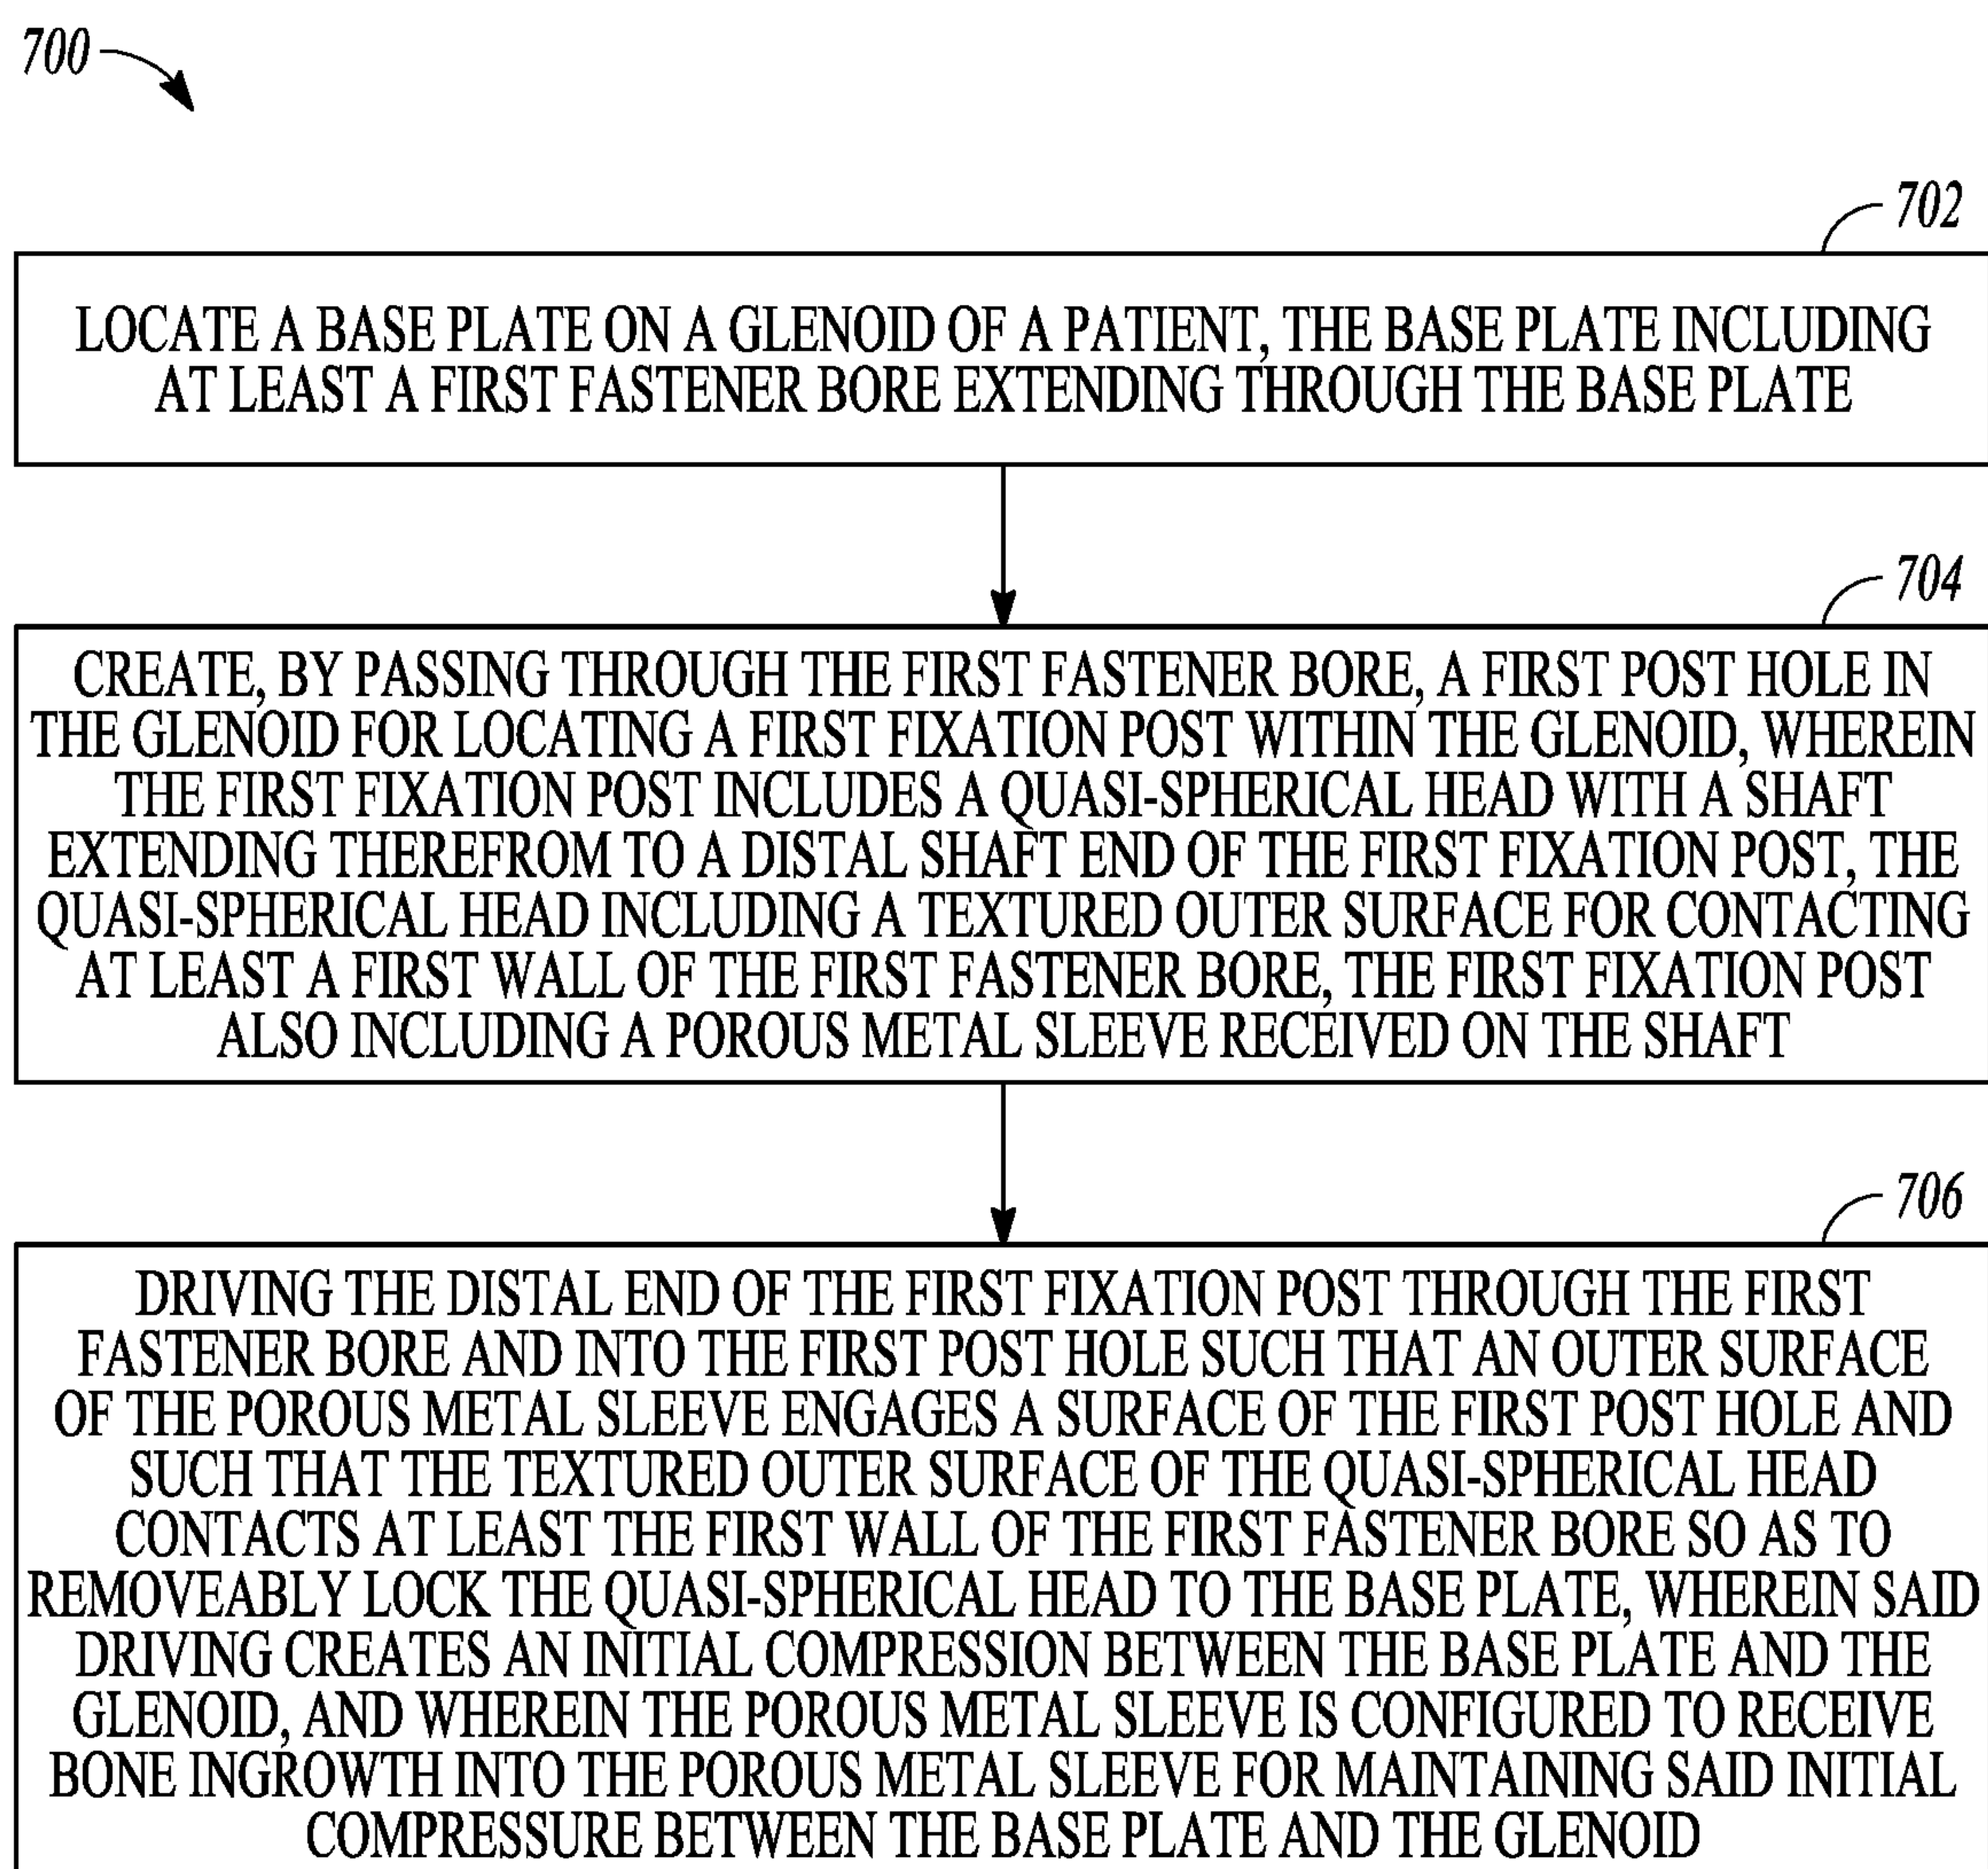 700
702
LOCATE A BASE PLATE ON A GLENOID OF A PATIENT, THE BASE PLATE INCLUDING
AT LEAST A FIRST FASTENER BORE EXTENDING THROUGH THE BASE PLATE
704
CREATE, BY PASSING THROUGH THE FIRST FASTENER BORE, A FIRST POST HOLE IN
THE GLENOID FOR LOCATING A FIRST FIXATION POST WITHIN THE GLENOID, WHEREIN
THE FIRST FIXATION POST INCLUDES A QUASI-SPHERICAL HEAD WITH A SHAFT
EXTENDING THEREFROM TO A DISTAL SHAFT END OF THE FIRST FIXATION POST, THE
QUASI-SPHERICAL HEAD INCLUDING A TEXTURED OUTER SURFACE FOR CONTACTING
AT LEAST A FIRST WALL OF THE FIRST FASTENER BORE, THE FIRST FIXATION POST
ALSO INCLUDING A POROUS METAL SLEEVE RECEIVED ON THE SHAFT
706
DRIVING THE DISTAL END OF THE FIRST FIXATION POST THROUGH THE FIRST
FASTENER BORE AND INTO THE FIRST POST HOLE SUCH THAT AN OUTER SURFACE
OF THE POROUS METAL SLEEVE ENGAGES A SURFACE OF THE FIRST POST HOLE AND
SUCH THAT THE TEXTURED OUTER SURFACE OF THE QUASI-SPHERICAL HEAD
CONTACTS AT LEAST THE FIRST WALL OF THE FIRST FASTENER BORE SO AS TO
REMOVEABLY LOCK THE QUASI-SPHERICAL HEAD TO THE BASE PLATE, WHEREIN SAID
DRIVING CREATES AN INITIAL COMPRESSION BETWEEN THE BASE PLATE AND THE
GLENOID, AND WHEREIN THE POROUS METAL SLEEVE IS CONFIGURED TO RECEIVE
BONE INGROWTH INTO THE POROUS METAL SLEEVE FOR MAINTAINING SAID INITIAL
COMPRESSURE BETWEEN THE BASE PLATE AND THE GLENOID